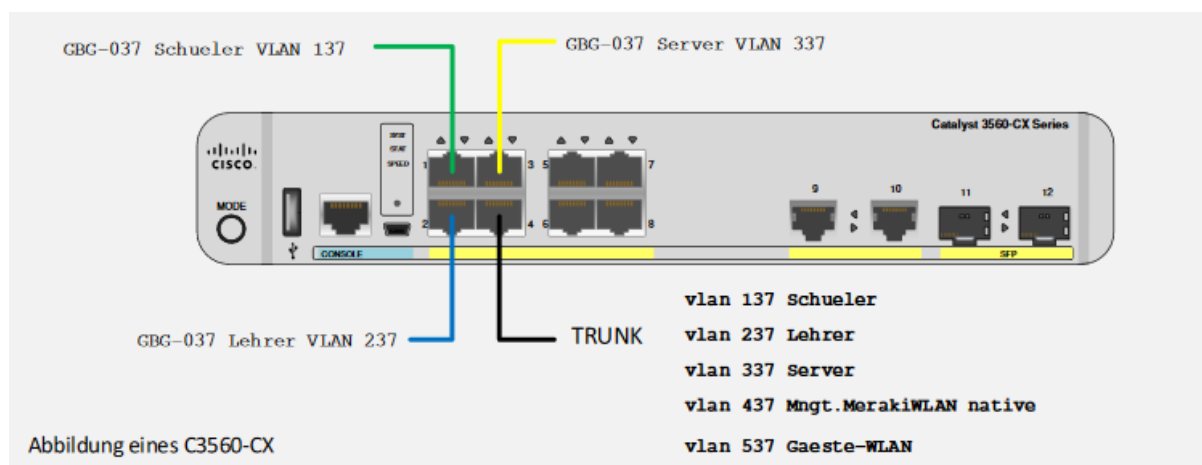 GBG-037 Schueler VLAN 137
GBG-037 Server VLAN 337
Catalyst 3560-CX Series
CISCO
STAT
SPEED
MODE
CONSOLE
1
3
5
7
2
4
6
8
9
10
11
12
SFP
GBG-037 Lehrer VLAN 237
TRUNK
vlan 137 Schueler
vlan 237 Lehrer
vlan 337 Server
vlan 437 Mngt.MerakiWLAN native
vlan 537 Gaeste-WLAN
Abbildung eines C3560-CX